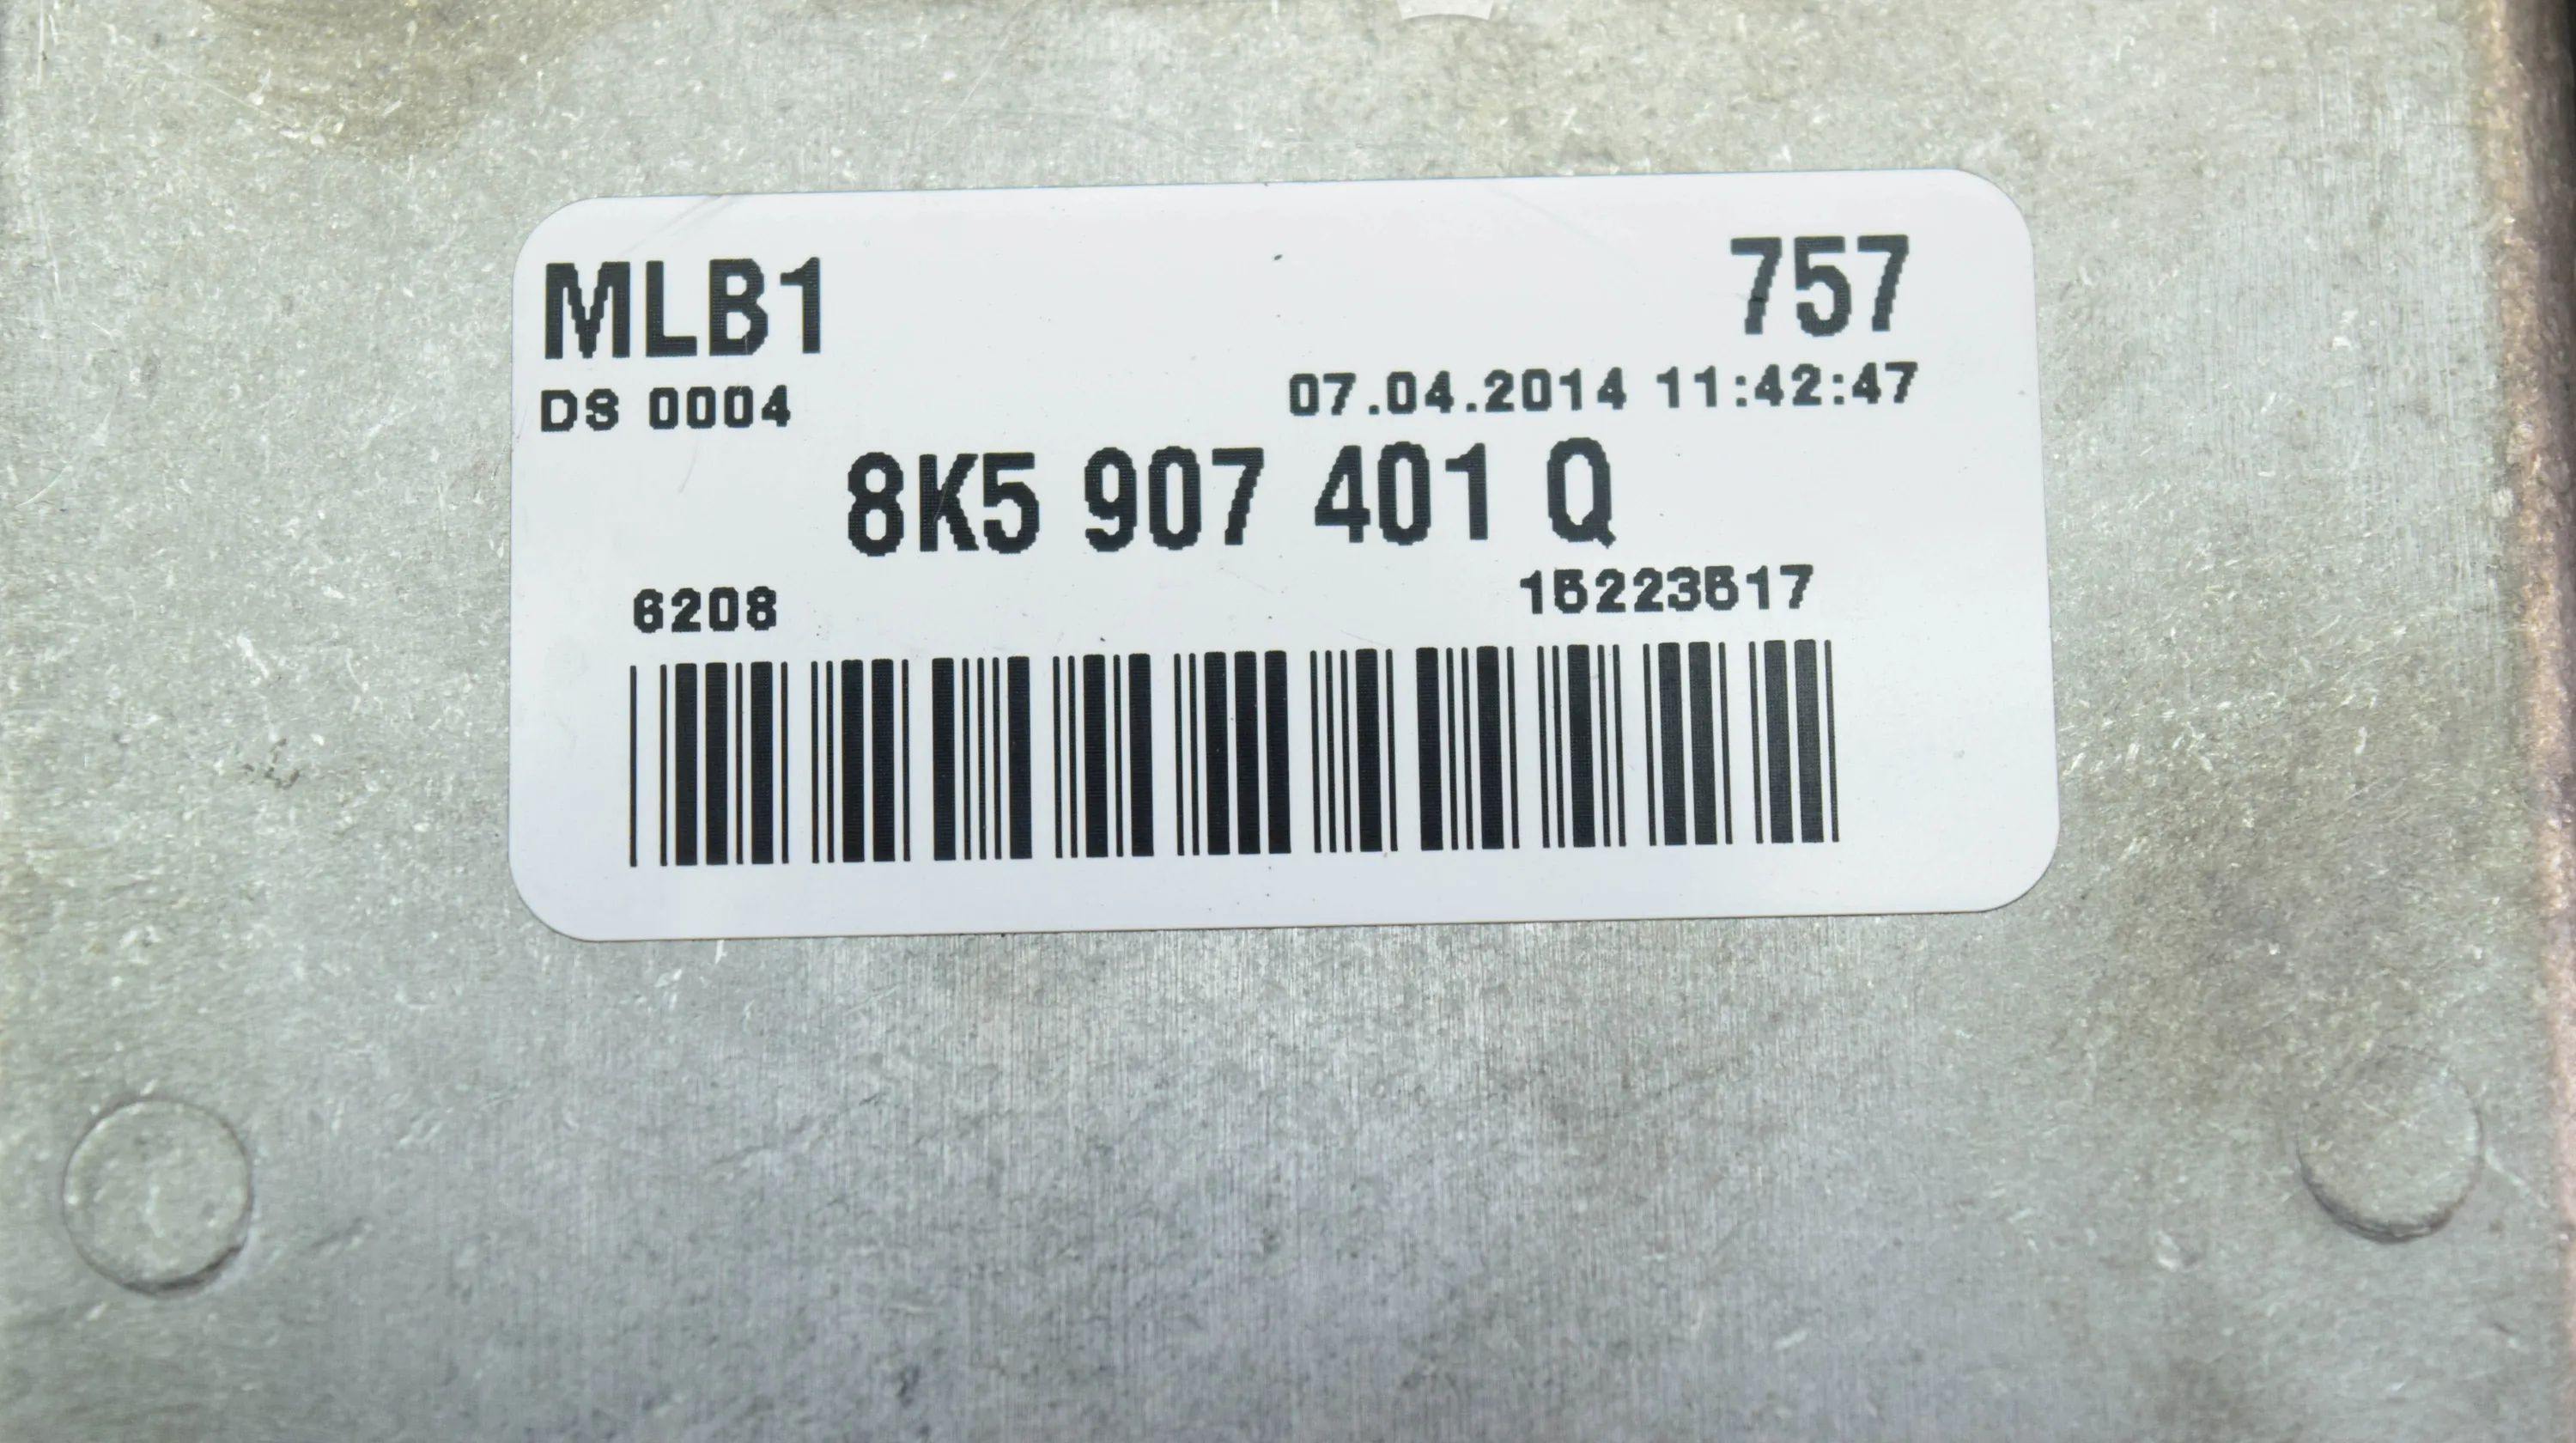 MLB1 757
DS 0004 07.04.2014 11:42:47
8K5 907 401 Q
6208 15223517